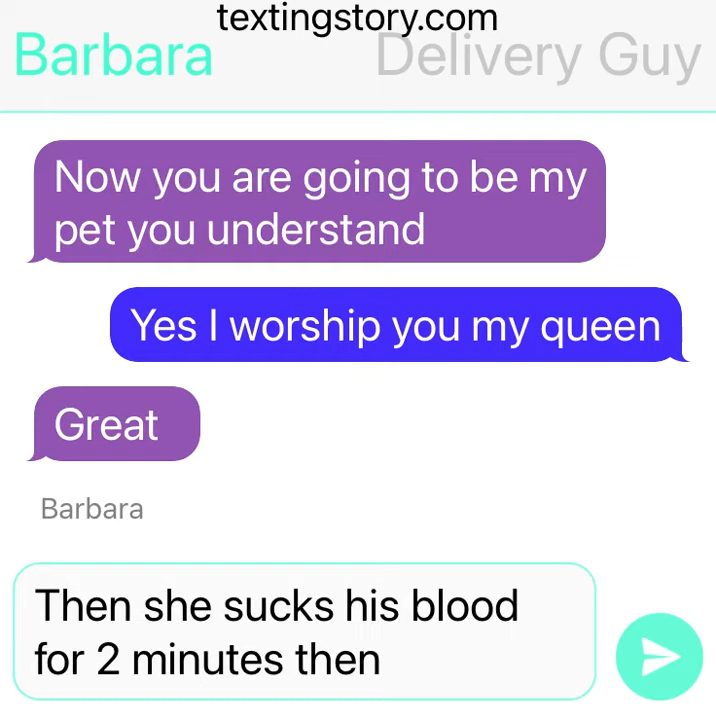 textingstory.com
Barbara
Delivery Guy
Now you are going to be my
pet you understand
Yes I worship you my queen
Great
Barbara
Then she sucks his blood
for 2 minutes then